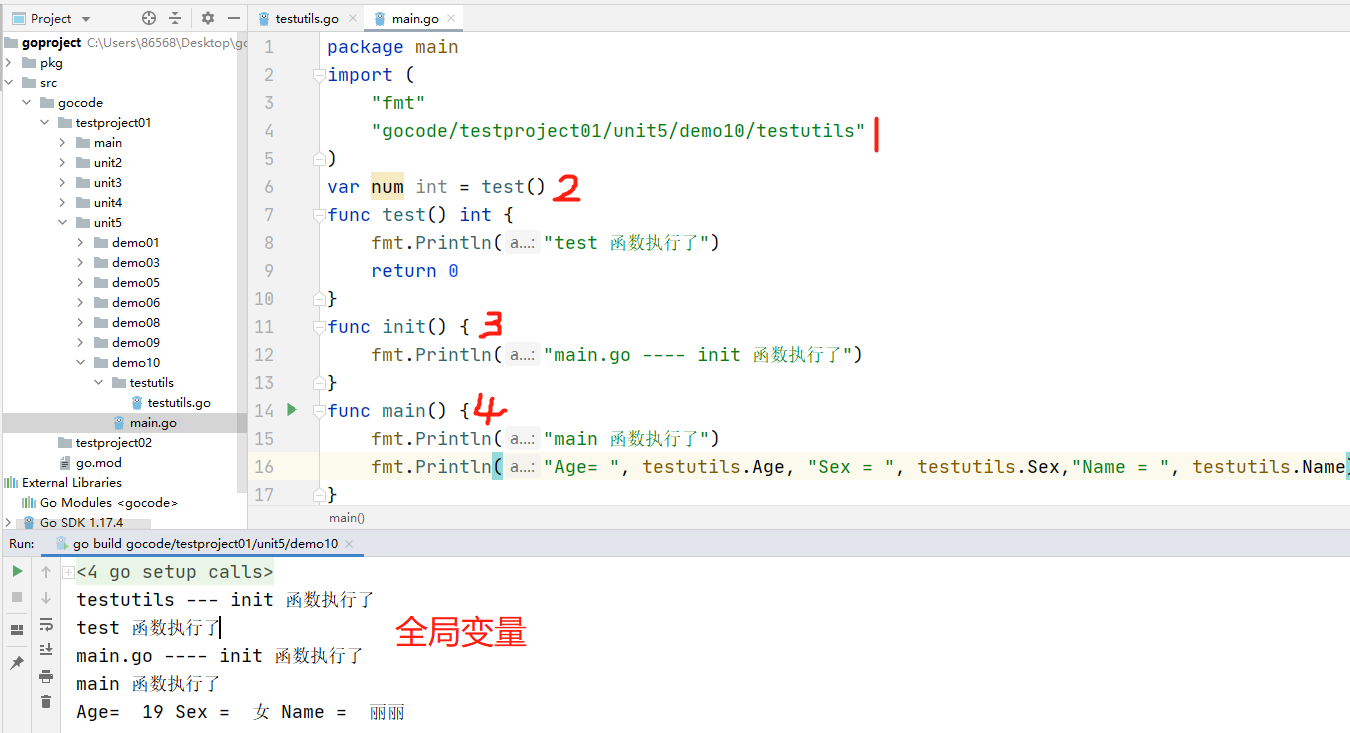 Project
testutils.go
main.go
goproject C:\Users\86568\Desktop\gc
pkg
src
gocode
testproject01
main
unit2
unit3
unit4
unit5
demo01
demo03
demo05
demo06
demo08
demo09
demo10
testutils
testutils.go
main.go
testproject02
go.mod
External Libraries
Go Modules <gocode>
Go SDK 1.17.4
1 package main
2 import (
3 "fmt"
4 "gocode/testproject01/unit5/demo10/testutils" 1
5 )
6 var num int = test() 2
7 func test() int {
8 fmt.Println( a...: "test 函数执行了")
9 return 0
10 }
11 func init() { 3
12 fmt.Println( a...: "main.go ---- init 函数执行了")
13 }
14 func main() { 4
15 fmt.Println( a...: "main 函数执行了")
16 fmt.Println( a...: "Age= ", testutils.Age, "Sex = ", testutils.Sex,"Name = ", testutils.Name)
17 }
main()
Run: go build gocode/testproject01/unit5/demo10
<4 go setup calls>
testutils --- init 函数执行了
test 函数执行了
全局变量
main.go ---- init 函数执行了
main 函数执行了
Age= 19 Sex = 女 Name = 丽丽